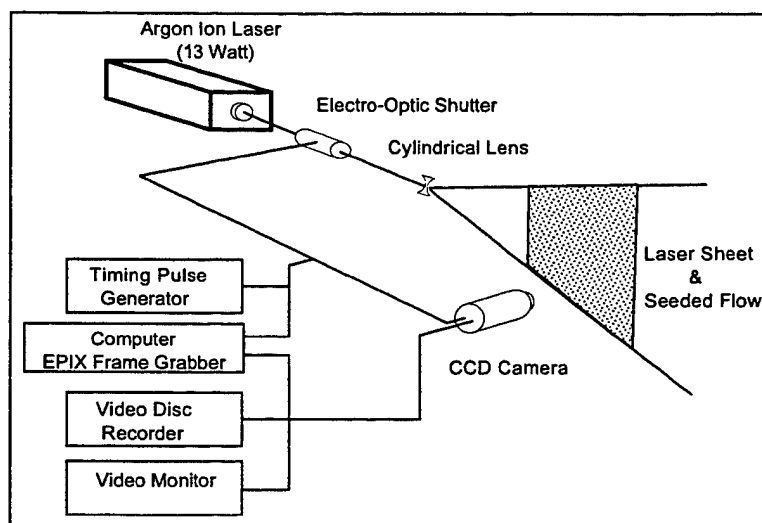 Argon Ion Laser
(13 Watt)
Electro-Optic Shutter
Cylindrical Lens
Laser Sheet
&
Seeded Flow
Timing Pulse
Generator
Computer
EPIX Frame Grabber
CCD Camera
Video Disc
Recorder
Video Monitor